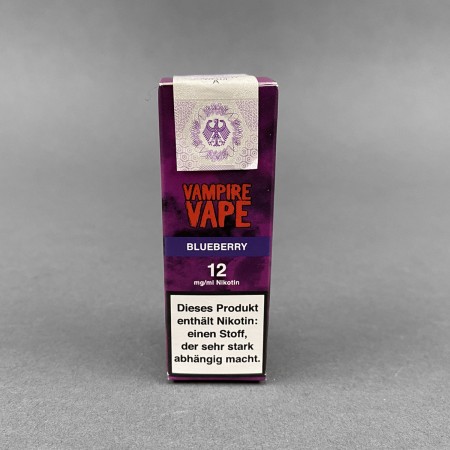 VAMPIRE
VAPE
BLUEBERRY
12
mg/ml Nikotin
Dieses Produkt
enthält Nikotin:
einen Stoff,
der sehr stark
abhängig macht.